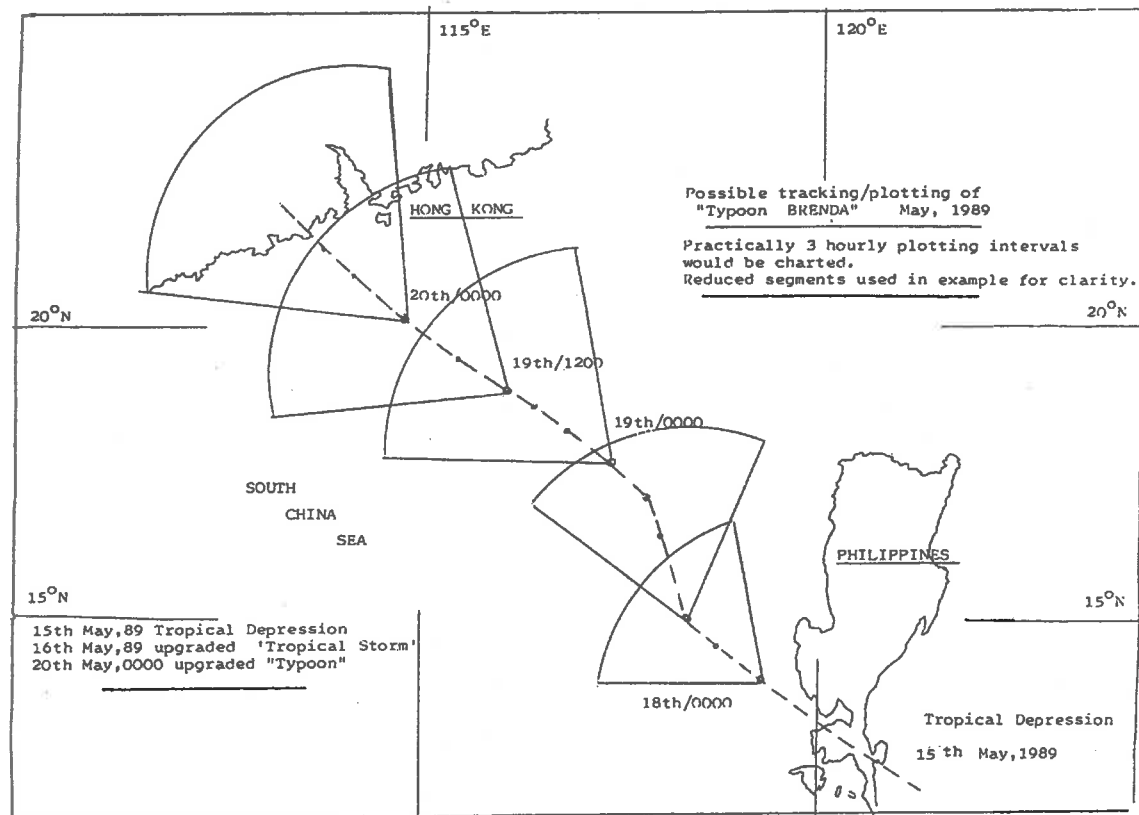 115°E
120°E
Possible tracking/plotting of
"Typoon BRENDA" May, 1989
HONG KONG
Practically 3 hourly plotting intervals
would be charted.
Reduced segments used in example for clarity.
20th/0000
20°N
20°N
19th/1200
19th/0000
SOUTH
CHINA
SEA
PHILIPPINES
15°N
15°N
15th May,89 Tropical Depression
16th May,89 upgraded 'Tropical Storm'
20th May,0000 upgraded "Typoon"
18th/0000
Tropical Depression
15th May,1989